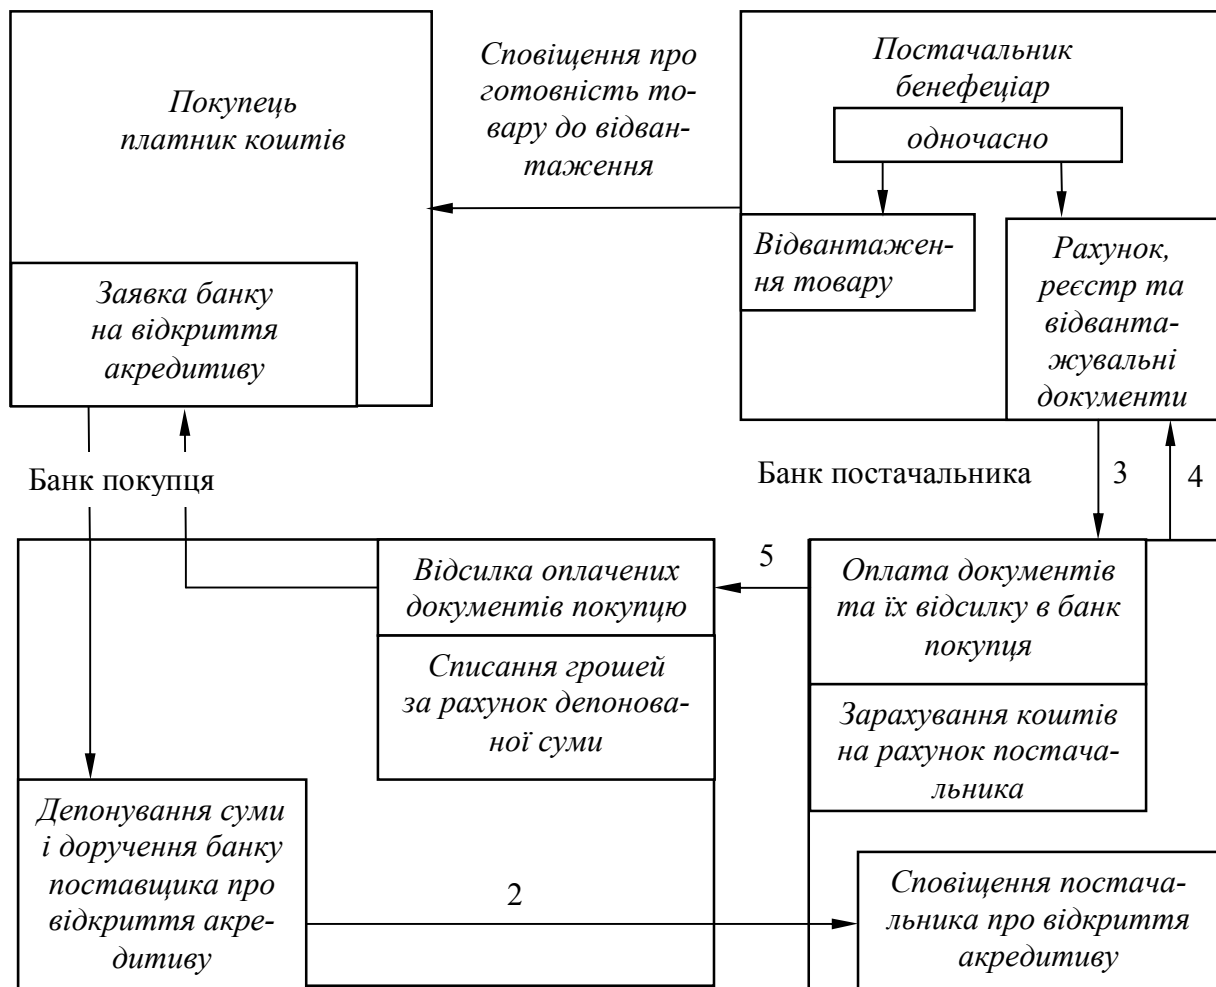 Покупець
платник коштів
Заявка банку
на відкриття
акредитиву
Сповіщення про
готовність то-
вару до відван-
таження
Постачальник
бенефеціар
одночасно
Відвантажен-
ня товару
Рахунок,
реєстр та
відванта-
жувальні
документи
Банк покупця
Банк постачальника
3
4
Відсилка оплачених
документів покупцю
Списання грошей
за рахунок депонова-
ної суми
5
Оплата документів
та їх відсилку в банк
покупця
Зарахування коштів
на рахунок постача-
льника
Депонування суми
і доручення банку
поставщика про
відкриття акре-
дитиву
2
Сповіщення постача-
льника про відкриття
акредитиву